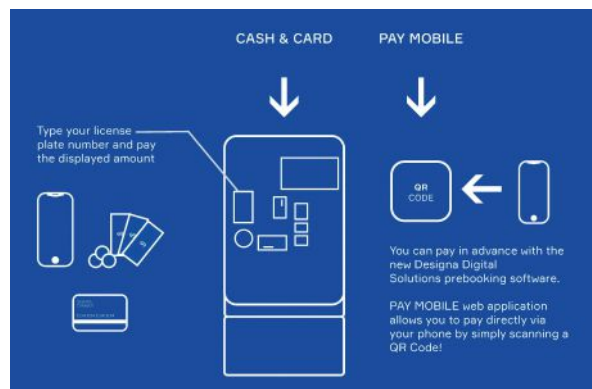 CASH & CARD
PAY MOBILE
Type your license
plate number and pay
the displayed amount
QR
CODE
You can pay in advance with the
new Designa Digital
Solutions prebooking software.
PAY MOBILE web application
allows you to pay directly via
your phone by simply scanning a
QR Code!